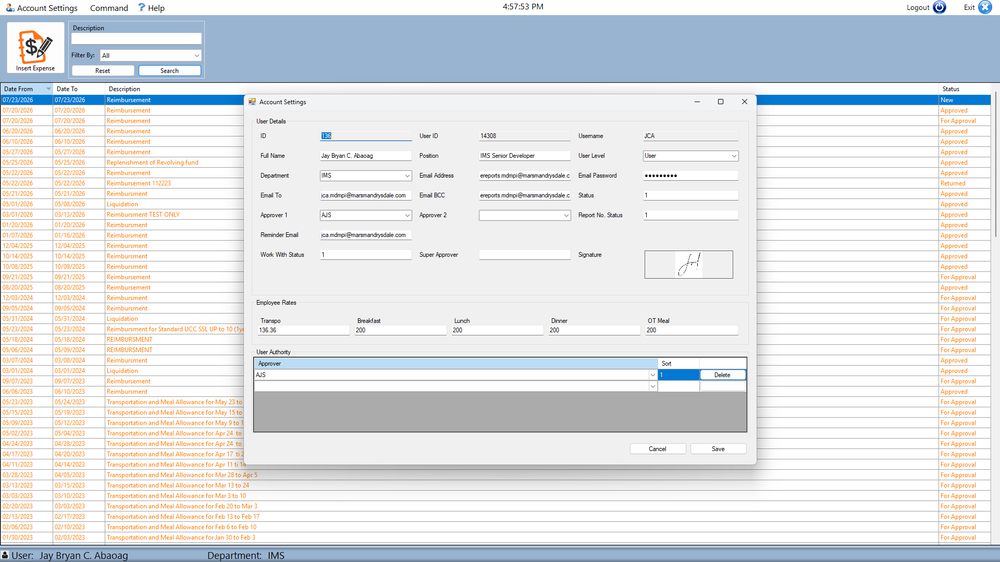 Account Settings Command Help 4:57:53 PM Logout Exit
Description
Filter By: All
Insert Expense Reset Search
Date From Date To Description Status
07/23/2026 07/23/2026 Reimbursement New
07/20/2026 07/20/2026 Reimbursement Approved
07/20/2026 07/20/2026 Reimbursement For Approval
06/20/2026 06/20/2026 Reimbursement Approved
06/10/2026 06/10/2026 Reimbursement Approved
05/27/2026 05/27/2026 Reimbursement Approved
05/25/2026 05/25/2026 Replenishment of Revolving fund Approved
05/22/2026 05/22/2026 Reimbursement Approved
05/22/2026 05/22/2026 Reimbursement 112223 Returned
05/21/2026 05/21/2026 Reimbursment Approved
05/01/2026 05/08/2026 Liquidation Approved
03/01/2026 03/13/2026 Reimbursment TEST ONLY Approved
01/20/2026 01/20/2026 Reimbursment Approved
01/07/2026 01/16/2026 Reimbursment Approved
12/04/2025 12/04/2025 Reimbursment Approved
10/14/2025 10/14/2025 Reimbursment Approved
10/08/2025 10/09/2025 Reimbursment Approved
09/21/2025 09/21/2025 Reimbursement For Approval
08/20/2025 08/20/2025 Reimbursement Approved
12/03/2024 12/03/2024 Reimbursment For Approval
09/05/2024 09/05/2024 Reimbursment For Approval
05/31/2024 05/31/2024 Liquidation For Approval
05/23/2024 05/23/2024 Reimbursment for Standard UCC SSL UP to 10 (1ye For Approval
05/18/2024 05/18/2024 REIMBURSMENT For Approval
05/06/2024 05/09/2024 REIMBURSMENT For Approval
03/07/2024 03/08/2024 Reimbursment Approved
03/01/2024 03/01/2024 Liquidation Approved
09/07/2023 09/07/2023 Reimbursement For Approval
06/06/2023 06/10/2023 Reimbursment Approved
05/23/2023 05/24/2023 Transportation and Meal Allowance for May 23 to For Approval
05/15/2023 05/19/2023 Transportation and Meal Allowance for May 15 to For Approval
05/09/2023 05/12/2023 Transportation and Meal Allowance for May 9 to 1 For Approval
05/02/2023 05/04/2023 Transportation and Meal Allowance for Apr 24 to For Approval
04/24/2023 04/28/2023 Transportation and Meal Allowance for Apr 24 to For Approval
04/17/2023 04/20/2023 Transportation and Meal Allowance for Apr 17 ti 2 For Approval
04/11/2023 04/14/2023 Transportation and Meal Allowance for Apr 11 ti 14 For Approval
03/28/2023 04/05/2023 Transportation and Meal Allowance for Mar 28 to Apr 5 For Approval
03/13/2023 03/15/2023 Transportation and Meal Allowance for Mar 13 to 24 For Approval
03/03/2023 03/10/2023 Transportation and Meal Allowance for Mar 3 to 10 For Approval
02/20/2023 03/03/2023 Transportation and Meal Allowance for Feb 20 to Mar 3 For Approval
02/13/2023 02/17/2023 Transportation and Meal Allowance for Feb 13 to Feb 17 For Approval
02/06/2023 02/10/2023 Transportation and Meal Allowance for Feb 6 to Feb 10 For Approval
01/30/2023 02/03/2023 Transportation and Meal Allowance for Jan 30 to Feb 3 For Approval
Account Settings
User Details
ID 136 User ID 14308 Username JCA
Full Name Jay Bryan C. Abaoag Position IMS Senior Developer User Level User
Department IMS Email Address ereports.mdmpi@marsmandrysdale.c Email Password •••••••••
Email To jca.mdmpi@marsmandrysdale.com Email BCC ereports.mdmpi@marsmandrysdale.c Status 1
Approver 1 AJS Approver 2 Report No. Status 1
Reminder Email jca.mdmpi@marsmandrysdale.com
Work With Status 1 Super Approver Signature
Employee Rates
Transpo Breakfast Lunch Dinner OT Meal
136.36 200 200 200 200
User Authority
Approver Sort
AJS 1 Delete
Cancel Save
User: Jay Bryan C. Abaoag Department: IMS